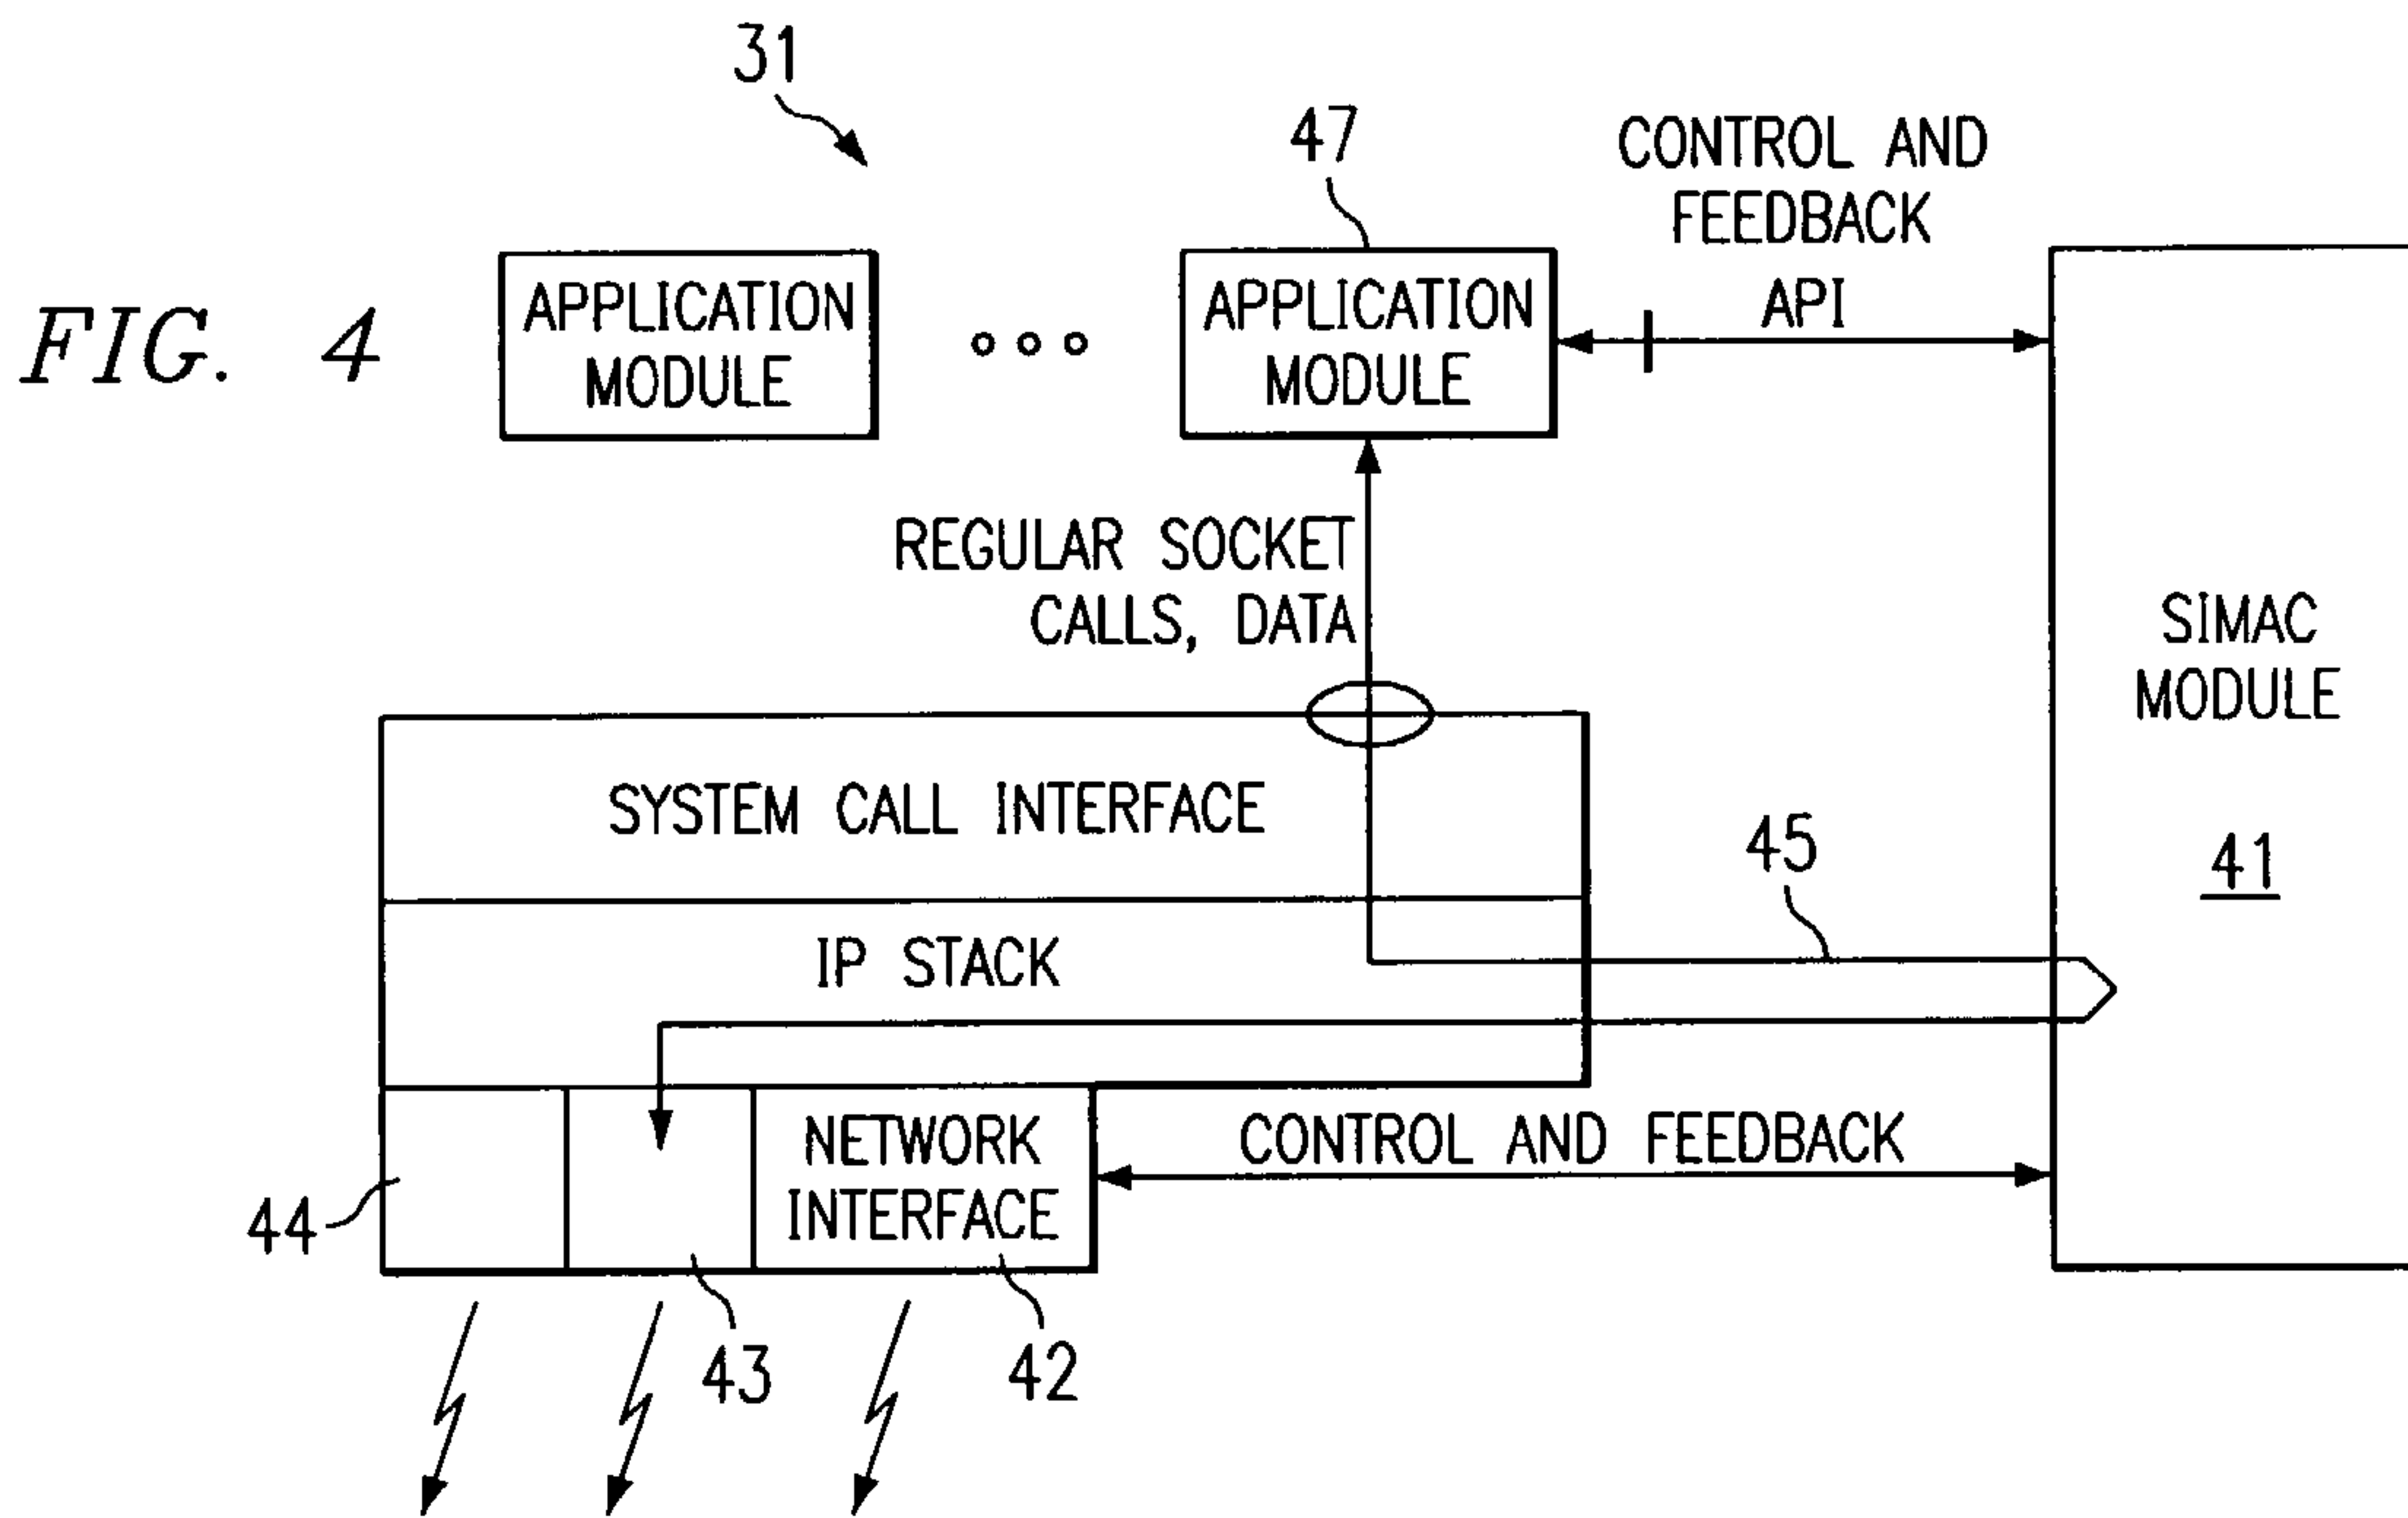 31
47
CONTROL AND
FEEDBACK
API
FIG. 4
APPLICATION
MODULE
APPLICATION
MODULE
REGULAR SOCKET
CALLS, DATA
SIMAC
MODULE
41
SYSTEM CALL INTERFACE
45
IP STACK
NETWORK
INTERFACE
CONTROL AND FEEDBACK
44
43
42